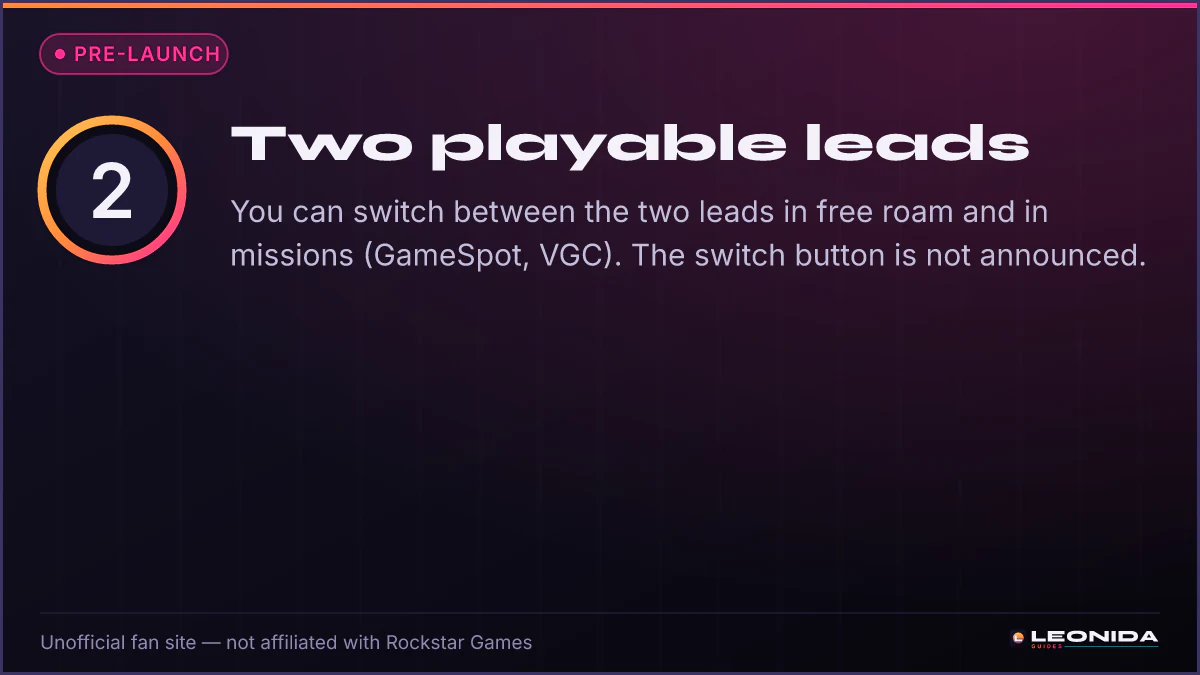 PRE-LAUNCH
2
Two playable leads
You can switch between the two leads in free roam and in
missions (GameSpot, VGC). The switch button is not announced.
Unofficial fan site — not affiliated with Rockstar Games
LEONIDA
GUIDES